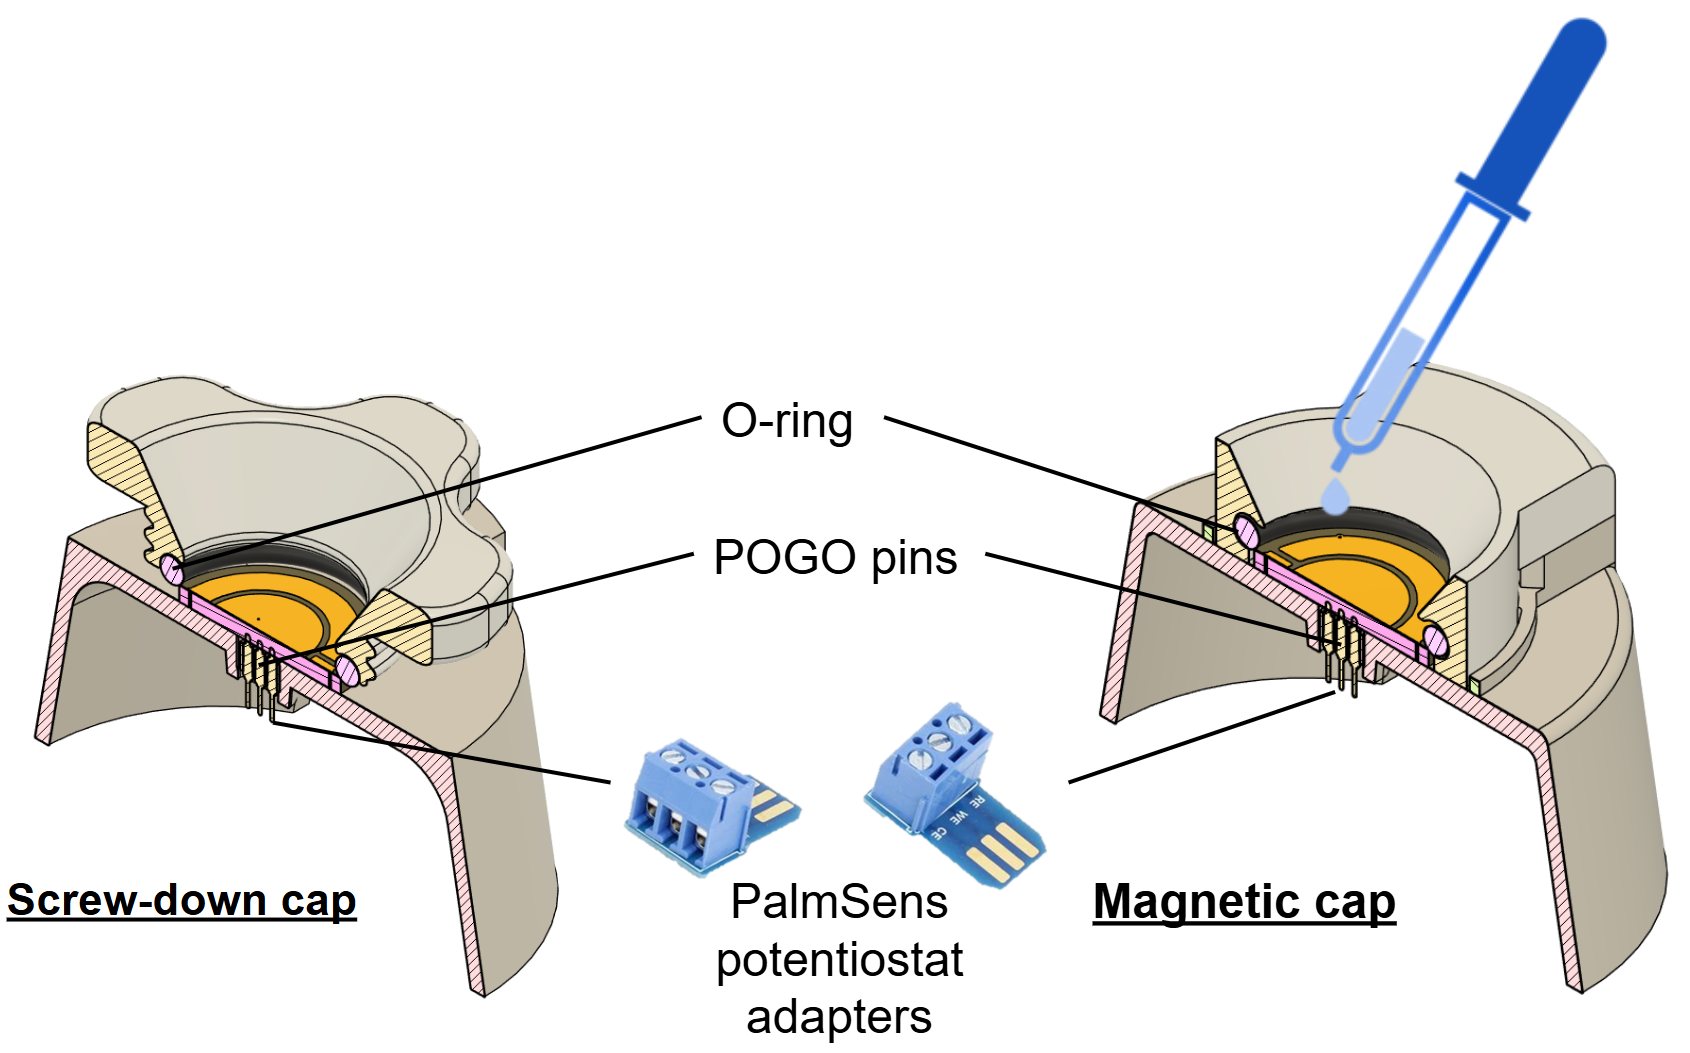 O-ring
POGO pins
RE
WE
CE
Screw-down cap
PalmSens
potentiostat
adapters
Magnetic cap